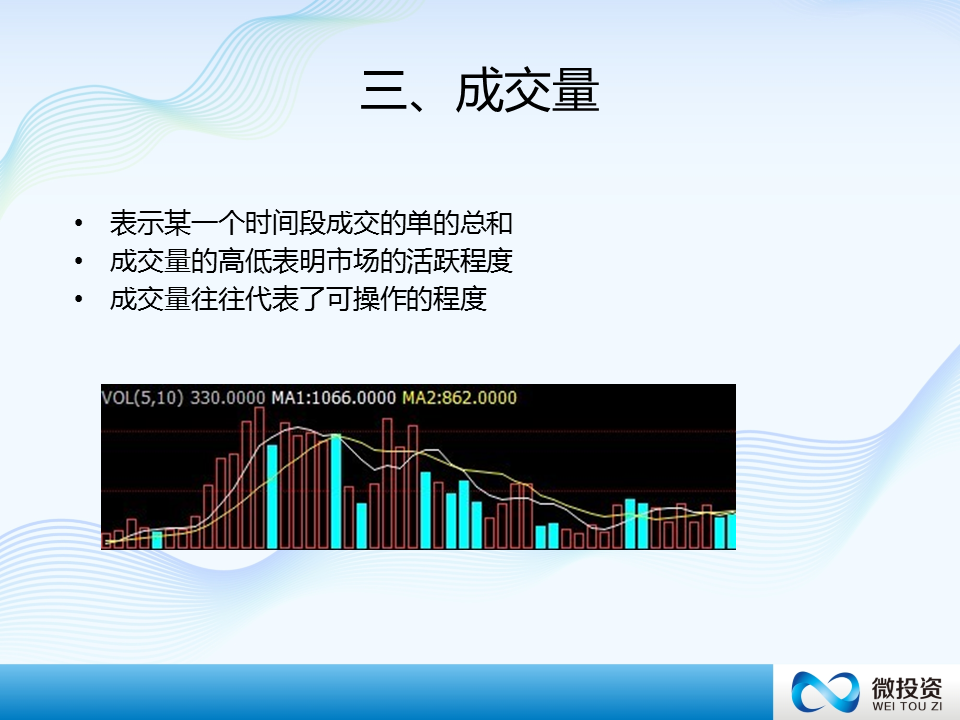 三、成交量
• 表示某一个时间段成交的单的总和
• 成交量的高低表明市场的活跃程度
• 成交量往往代表了可操作的程度
VOL(5,10) 330.0000 MA1:1066.0000 MA2:862.0000
微投资
WEI TOU ZI